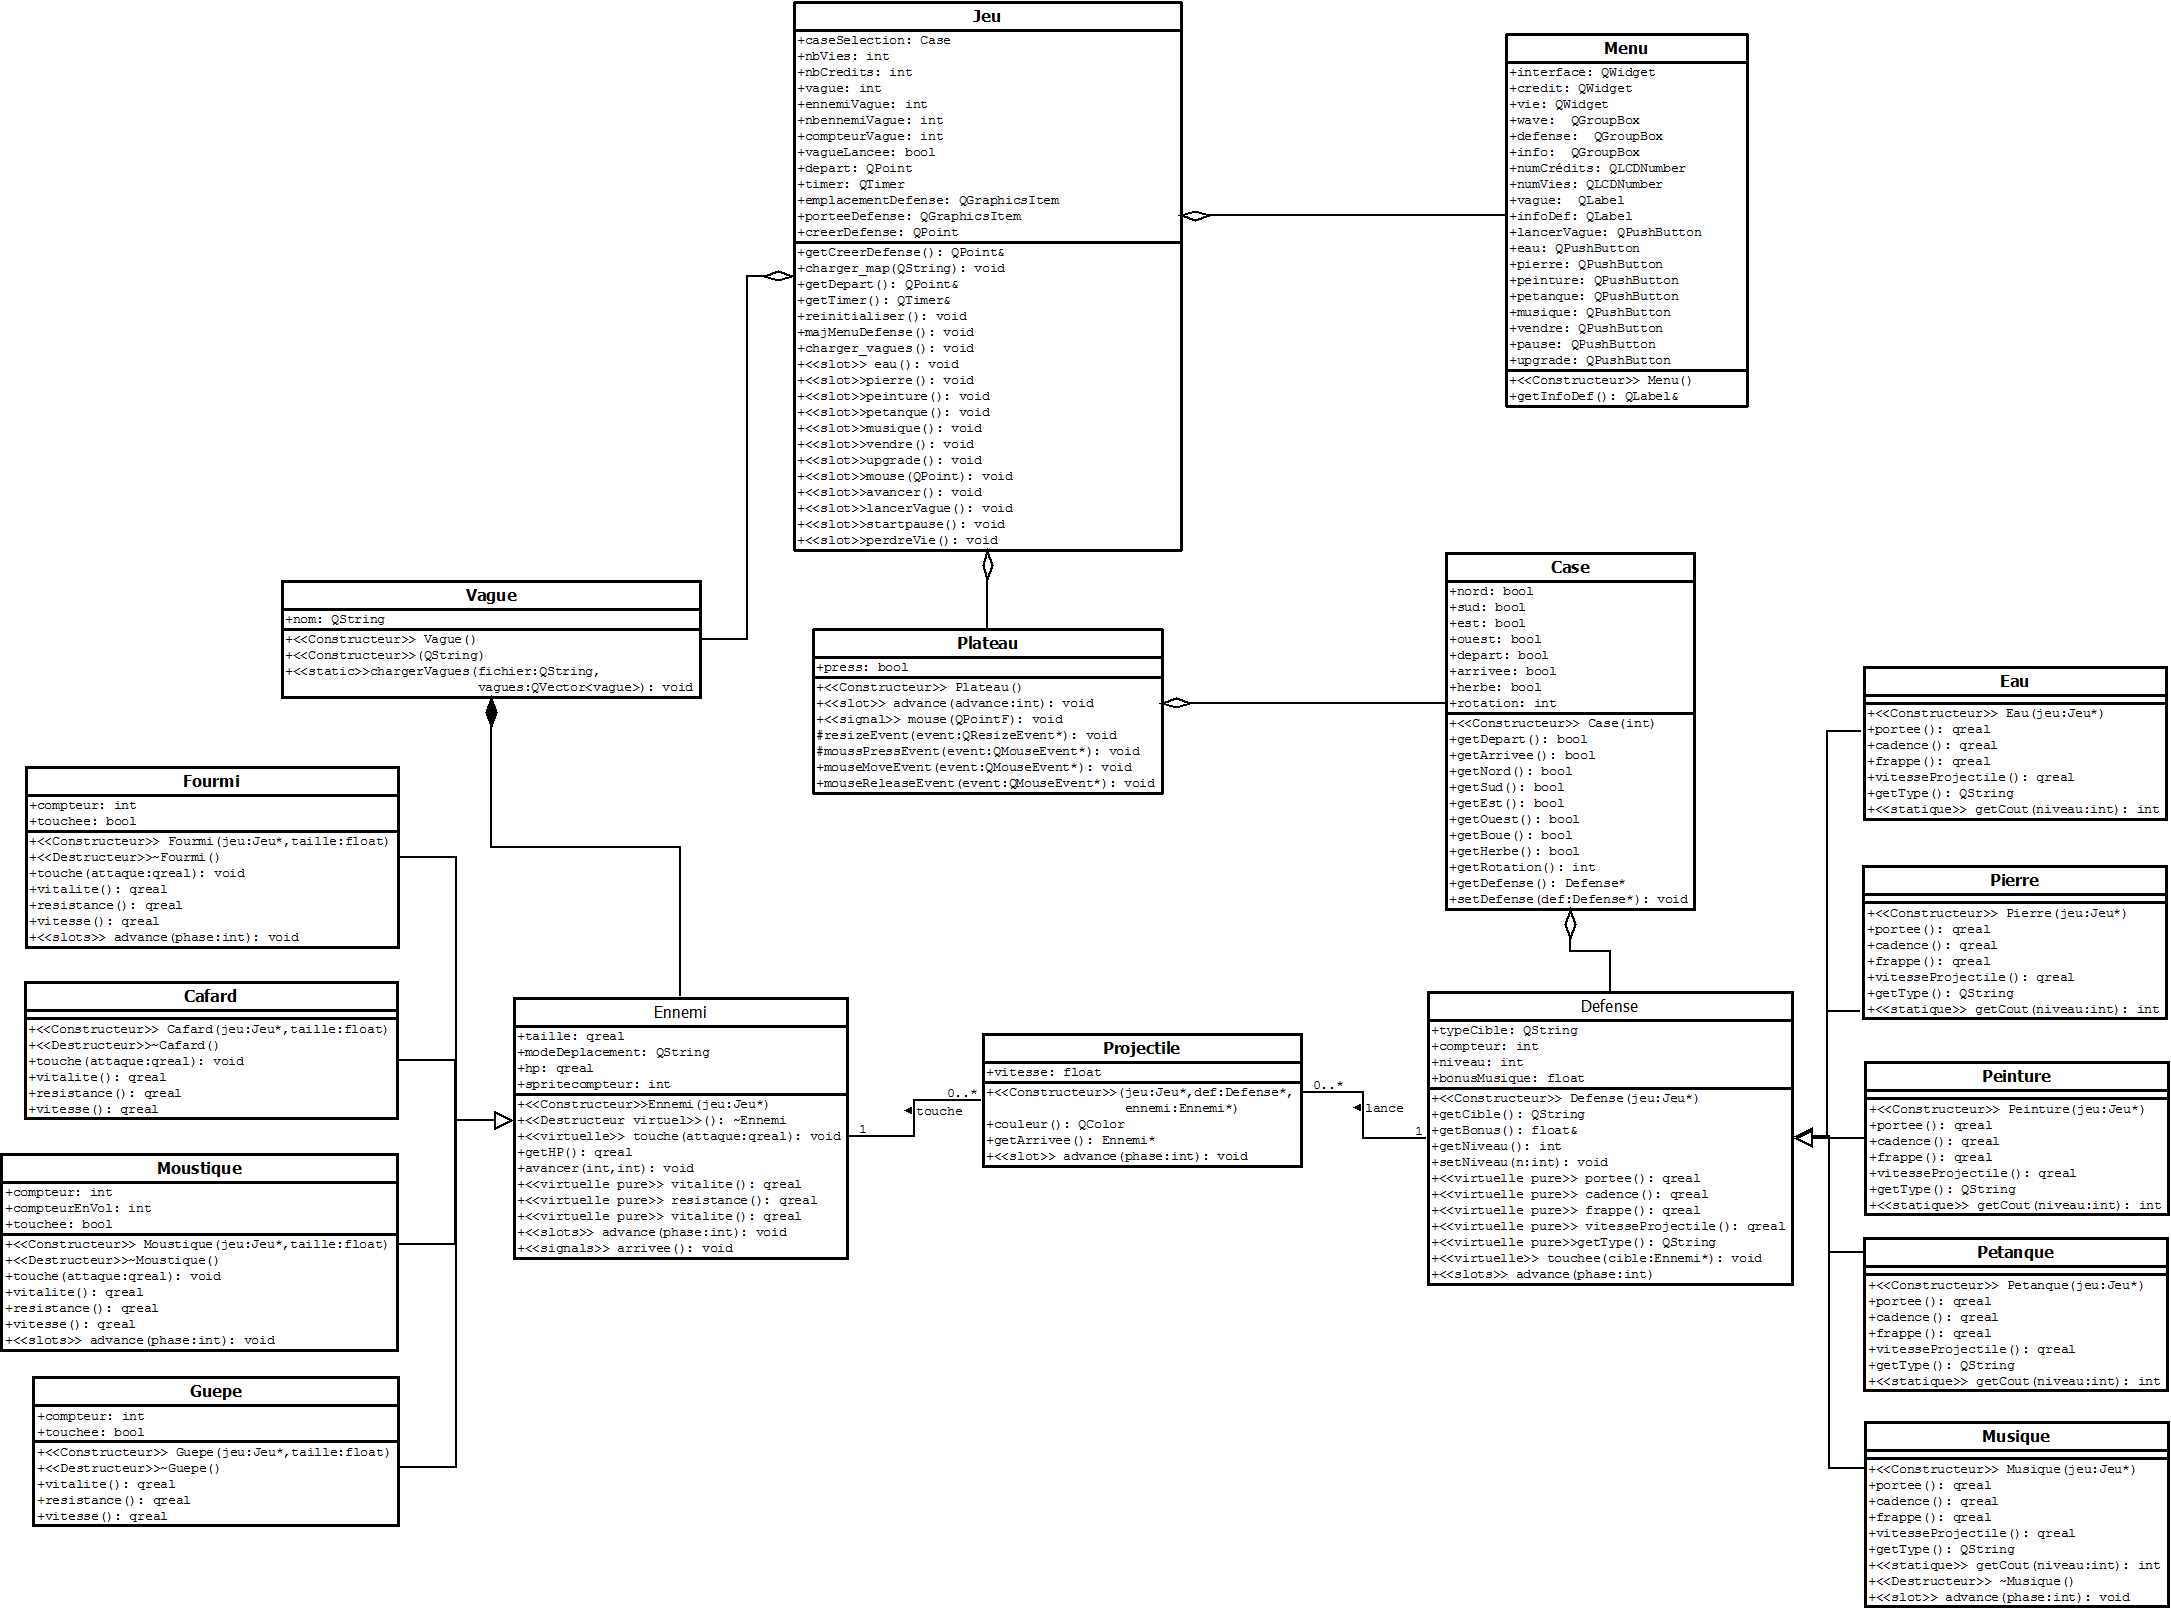 Jeu
+caseSelection: Case
+nbVies: int
+nbCredits: int
+vague: int
+ennemiVague: int
+nbennemiVague: int
+compteurVague: int
+vagueLancee: bool
+depart: QPoint
+timer: QTimer
+emplacementDefense: QGraphicsItem
+porteeDefense: QGraphicsItem
+creerDefense: QPoint
+getCreerDefense(): QPoint&
+charger_map(QString): void
+getDepart(): QPoint&
+getTimer(): QTimer&
+reinitialiser(): void
+majMenuDefense(): void
+charger_vagues(): void
+<<slot>> eau(): void
+<<slot>>pierre(): void
+<<slot>>peinture(): void
+<<slot>>petanque(): void
+<<slot>>musique(): void
+<<slot>>vendre(): void
+<<slot>>upgrade(): void
+<<slot>>mouse(QPoint): void
+<<slot>>avancer(): void
+<<slot>>lancerVague(): void
+<<slot>>startpause(): void
+<<slot>>perdreVie(): void
Menu
+interface: QWidget
+credit: QWidget
+vie: QWidget
+wave:  QGroupBox
+defense:  QGroupBox
+info:  QGroupBox
+numCrédits: QLCDNumber
+numVies: QLCDNumber
+vague:  QLabel
+infoDef: QLabel
+lancerVague: QPushButton
+eau: QPushButton
+pierre: QPushButton
+peinture: QPushButton
+petanque: QPushButton
+musique: QPushButton
+vendre: QPushButton
+pause: QPushButton
+upgrade: QPushButton
+<<Constructeur>> Menu()
+getInfoDef(): QLabel&
Vague
+nom: QString
+<<Constructeur>> Vague()
+<<Constructeur>>(QString)
+<<static>>chargerVagues(fichier:QString,
vagues:QVector<vague>): void
Plateau
+press: bool
+<<Constructeur>> Plateau()
+<<slot>> advance(advance:int): void
+<<signal>> mouse(QPointF): void
#resizeEvent(event:QResizeEvent*): void
#moussPressEvent(event:QMouseEvent*): void
+mouseMoveEvent(event:QMouseEvent*): void
+mouseReleaseEvent(event:QMouseEvent*): void
Case
+nord: bool
+sud: bool
+est: bool
+ouest: bool
+depart: bool
+arrivee: bool
+herbe: bool
+rotation: int
+<<Constructeur>> Case(int)
+getDepart(): bool
+getArrivee(): bool
+getNord(): bool
+getSud(): bool
+getEst(): bool
+getOuest(): bool
+getBoue(): bool
+getHerbe(): bool
+getRotation(): int
+getDefense(): Defense*
+setDefense(def:Defense*): void
Fourmi
+compteur: int
+touchee: bool
+<<Constructeur>> Fourmi(jeu:Jeu*,taille:float)
+<<Destructeur>>~Fourmi()
+touche(attaque:qreal): void
+vitalite(): qreal
+resistance(): qreal
+vitesse(): qreal
+<<slots>> advance(phase:int): void
Cafard
+<<Constructeur>> Cafard(jeu:Jeu*,taille:float)
+<<Destructeur>>~Cafard()
+touche(attaque:qreal): void
+vitalite(): qreal
+resistance(): qreal
+vitesse(): qreal
Moustique
+compteur: int
+compteurEnVol: int
+touchee: bool
+<<Constructeur>> Moustique(jeu:Jeu*,taille:float)
+<<Destructeur>>~Moustique()
+touche(attaque:qreal): void
+vitalite(): qreal
+resistance(): qreal
+vitesse(): qreal
+<<slots>> advance(phase:int): void
Guepe
+compteur: int
+touchee: bool
+<<Constructeur>> Guepe(jeu:Jeu*,taille:float)
+<<Destructeur>>~Guepe()
+vitalite(): qreal
+resistance(): qreal
+vitesse(): qreal
Ennemi
+taille: qreal
+modeDeplacement: QString
+hp: qreal
+spritecompteur: int
+<<Constructeur>>Ennemi(jeu:Jeu*)
+<<Destructeur virtuel>>(): ~Ennemi
+<<virtuelle>> touche(attaque:qreal): void
+getHP(): qreal
+avancer(int,int): void
+<<virtuelle pure>> vitalite(): qreal
+<<virtuelle pure>> resistance(): qreal
+<<virtuelle pure>> vitalite(): qreal
+<<slots>> advance(phase:int): void
+<<signals>> arrivee(): void
0..*
touche
1
Projectile
+vitesse: float
+<<Constructeur>>(jeu:Jeu*,def:Defense*,
ennemi:Ennemi*)
+couleur(): QColor
+getArrivee(): Ennemi*
+<<slot>> advance(phase:int): void
0..*
lance
1
Defense
+typeCible: QString
+compteur: int
+niveau: int
+bonusMusique: float
+<<Constructeur>> Defense(jeu:Jeu*)
+getCible(): QString
+getBonus(): float&
+getNiveau(): int
+setNiveau(n:int): void
+<<virtuelle pure>> portee(): qreal
+<<virtuelle pure>> cadence(): qreal
+<<virtuelle pure>> frappe(): qreal
+<<virtuelle pure>> vitesseProjectile(): qreal
+<<virtuelle pure>>getType(): QString
+<<virtuelle>> touchee(cible:Ennemi*): void
+<<slots>> advance(phase:int)
Eau
+<<Constructeur>> Eau(jeu:Jeu*)
+portee(): qreal
+cadence(): qreal
+frappe(): qreal
+vitesseProjectile(): qreal
+getType(): QString
+<<statique>> getCout(niveau:int): int
Pierre
+<<Constructeur>> Pierre(jeu:Jeu*)
+portee(): qreal
+cadence(): qreal
+frappe(): qreal
+vitesseProjectile(): qreal
+getType(): QString
+<<statique>> getCout(niveau:int): int
Peinture
+<<Constructeur>> Peinture(jeu:Jeu*)
+portee(): qreal
+cadence(): qreal
+frappe(): qreal
+vitesseProjectile(): qreal
+getType(): QString
+<<statique>> getCout(niveau:int): int
Petanque
+<<Constructeur>> Petanque(jeu:Jeu*)
+portee(): qreal
+cadence(): qreal
+frappe(): qreal
+vitesseProjectile(): qreal
+getType(): QString
+<<statique>> getCout(niveau:int): int
Musique
+<<Constructeur>> Musique(jeu:Jeu*)
+portee(): qreal
+cadence(): qreal
+frappe(): qreal
+vitesseProjectile(): qreal
+getType(): QString
+<<statique>> getCout(niveau:int): int
+<<Destructeur>> ~Musique()
+<<slot>> advance(phase:int): void